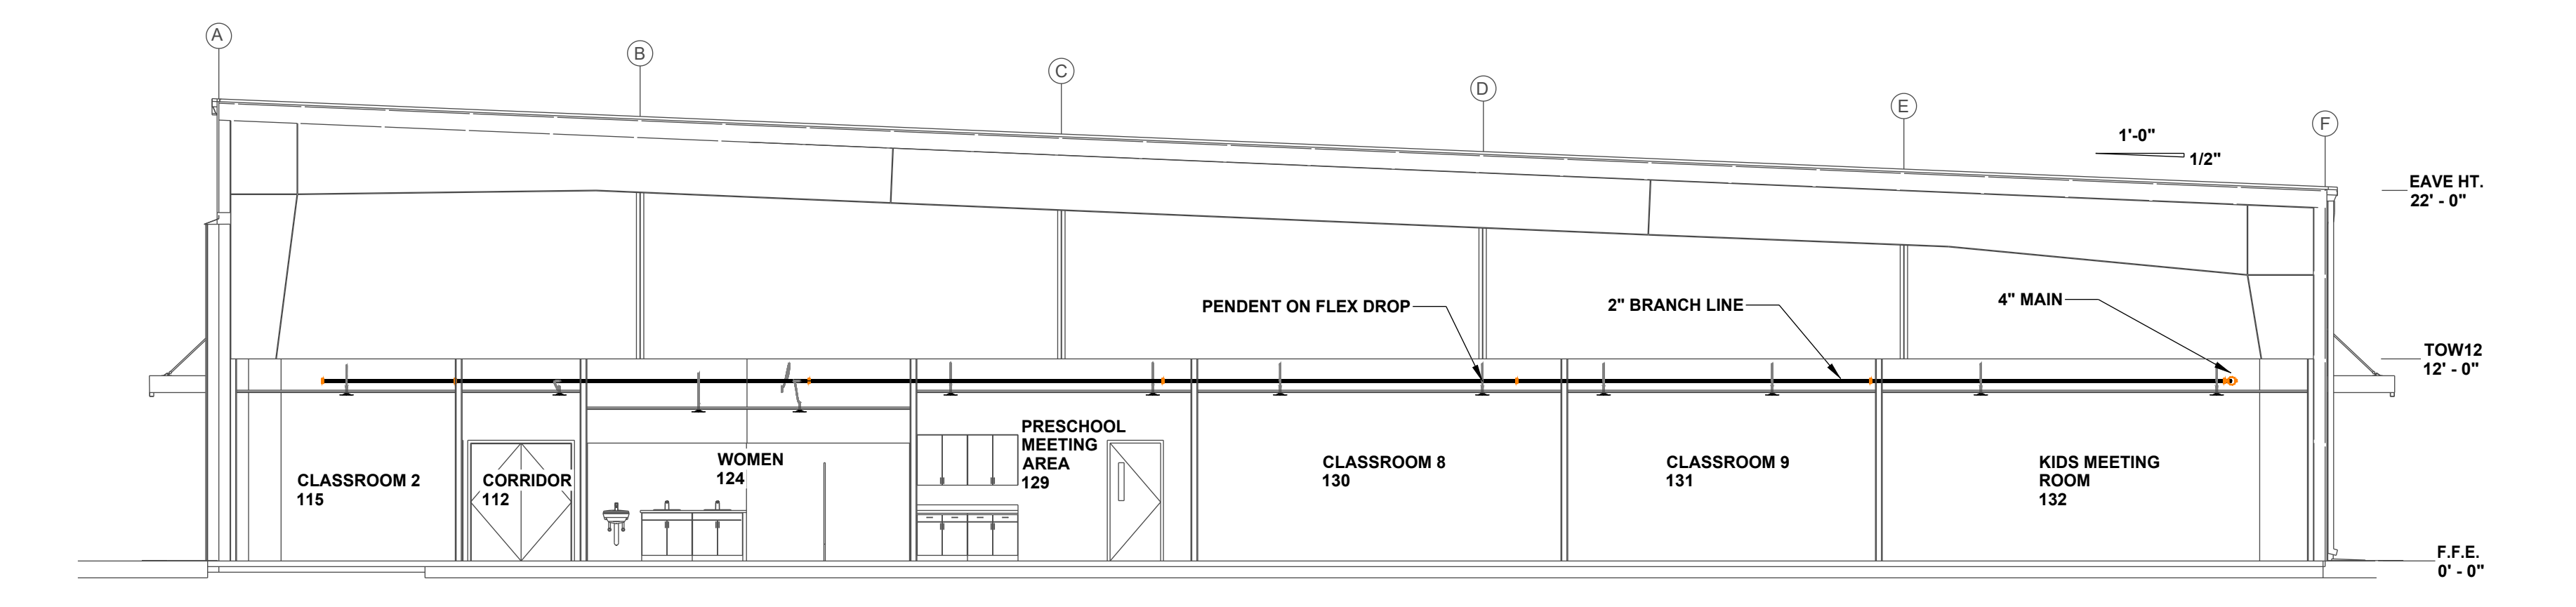 A
B
C
D
E
F
1'-0"
1/2"
EAVE HT.
22' - 0"
PENDENT ON FLEX DROP
2" BRANCH LINE
4" MAIN
TOW12
12' - 0"
CLASSROOM 2
115
CORRIDOR
112
WOMEN
124
PRESCHOOL
MEETING
AREA
129
CLASSROOM 8
130
CLASSROOM 9
131
KIDS MEETING
ROOM
132
F.F.E.
0' - 0"